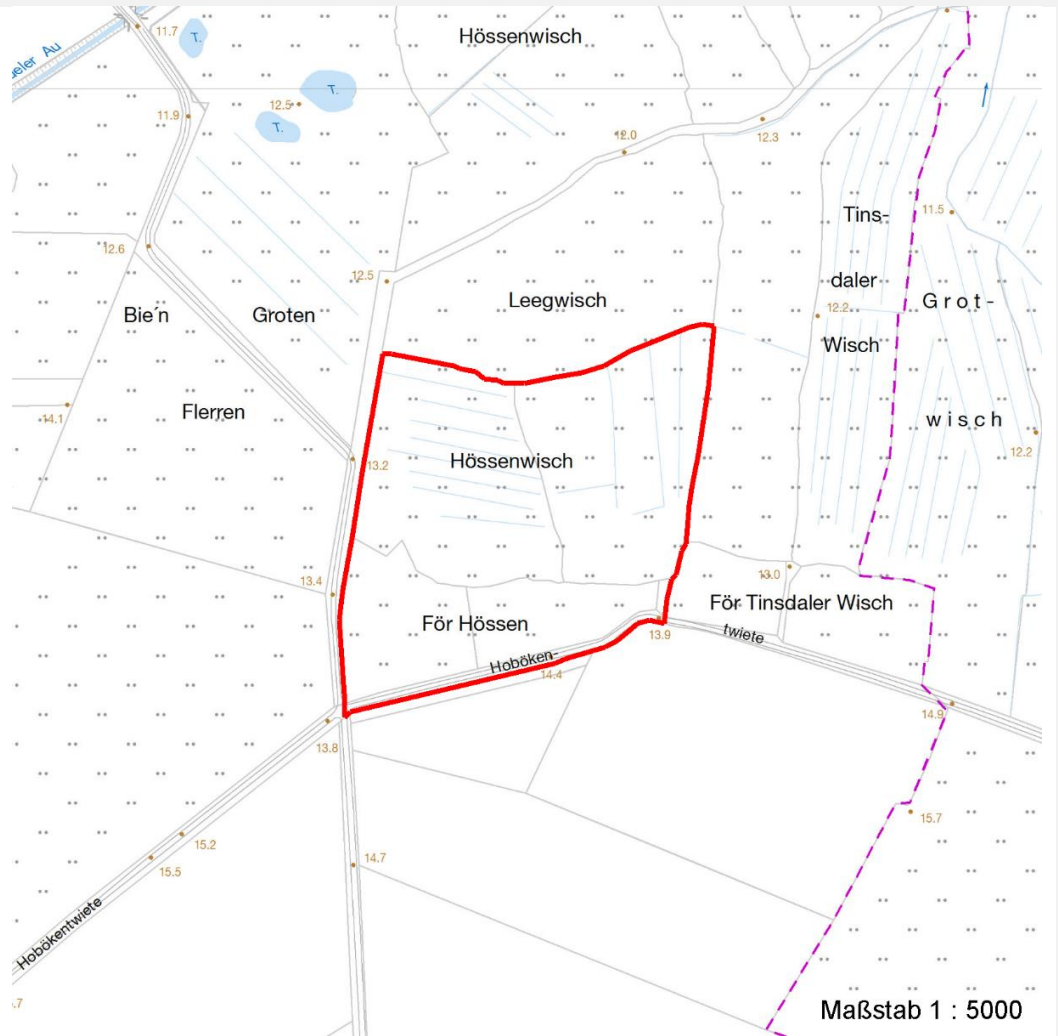 11.7
Hössenwisch
eler Au
T.
T.
12.5
11.9
T.
12.0
12.3
Tins-
11.5
12.6
12.5
daler
Leegwisch
Grot-
Bie´n
Groten
12.2
Wisch
14.1
Flerren
wisch
12.2
13.2
Hössenwisch
13.4
13.0
För Tinsdaler Wisch
För Hössen
13.9
twiete
Hoböken-
14.4
14.9
13.8
15.7
15.2
15.5
14.7
Hobökentwiete
.7
Maßstab 1 : 5000